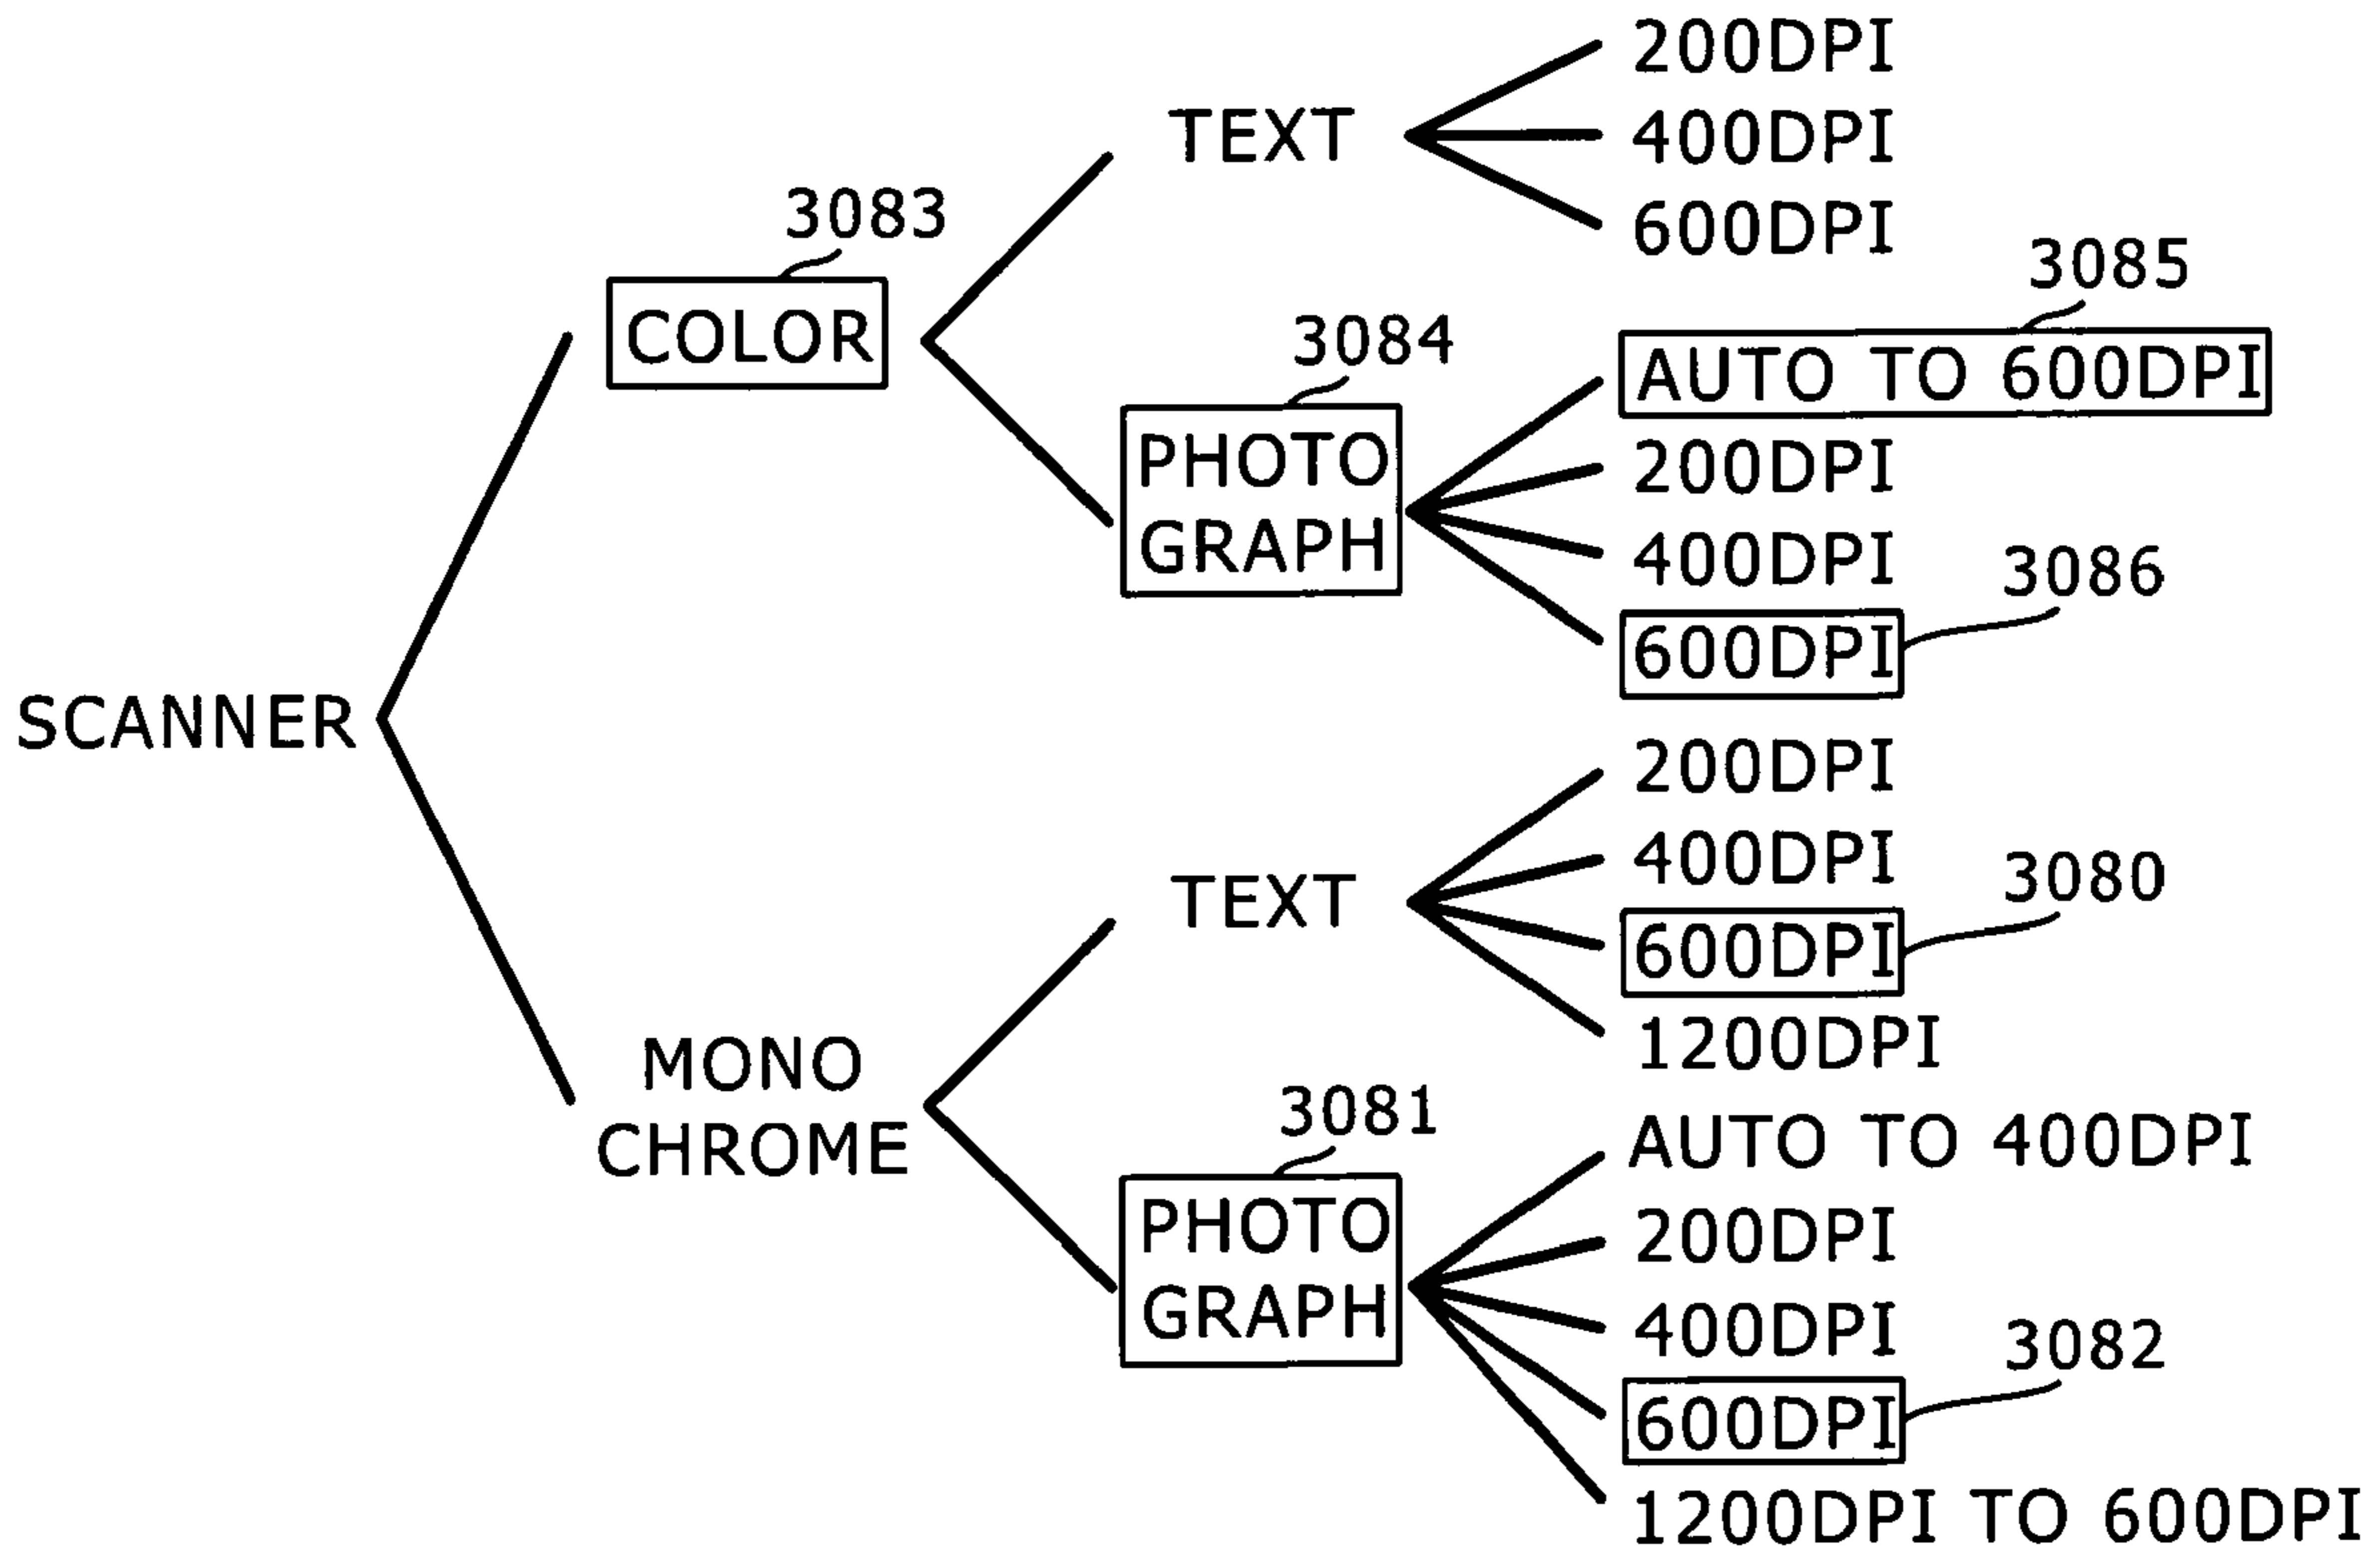 200DPI
TEXT
400DPI
600DPI
3083
COLOR
3085
3084
AUTO TO 600DPI
PHOTO
GRAPH
200DPI
400DPI
3086
600DPI
SCANNER
200DPI
400DPI
TEXT
3080
600DPI
1200DPI
MONO
CHROME
3081
AUTO TO 400DPI
PHOTO
GRAPH
200DPI
400DPI
3082
600DPI
1200DPI TO 600DPI